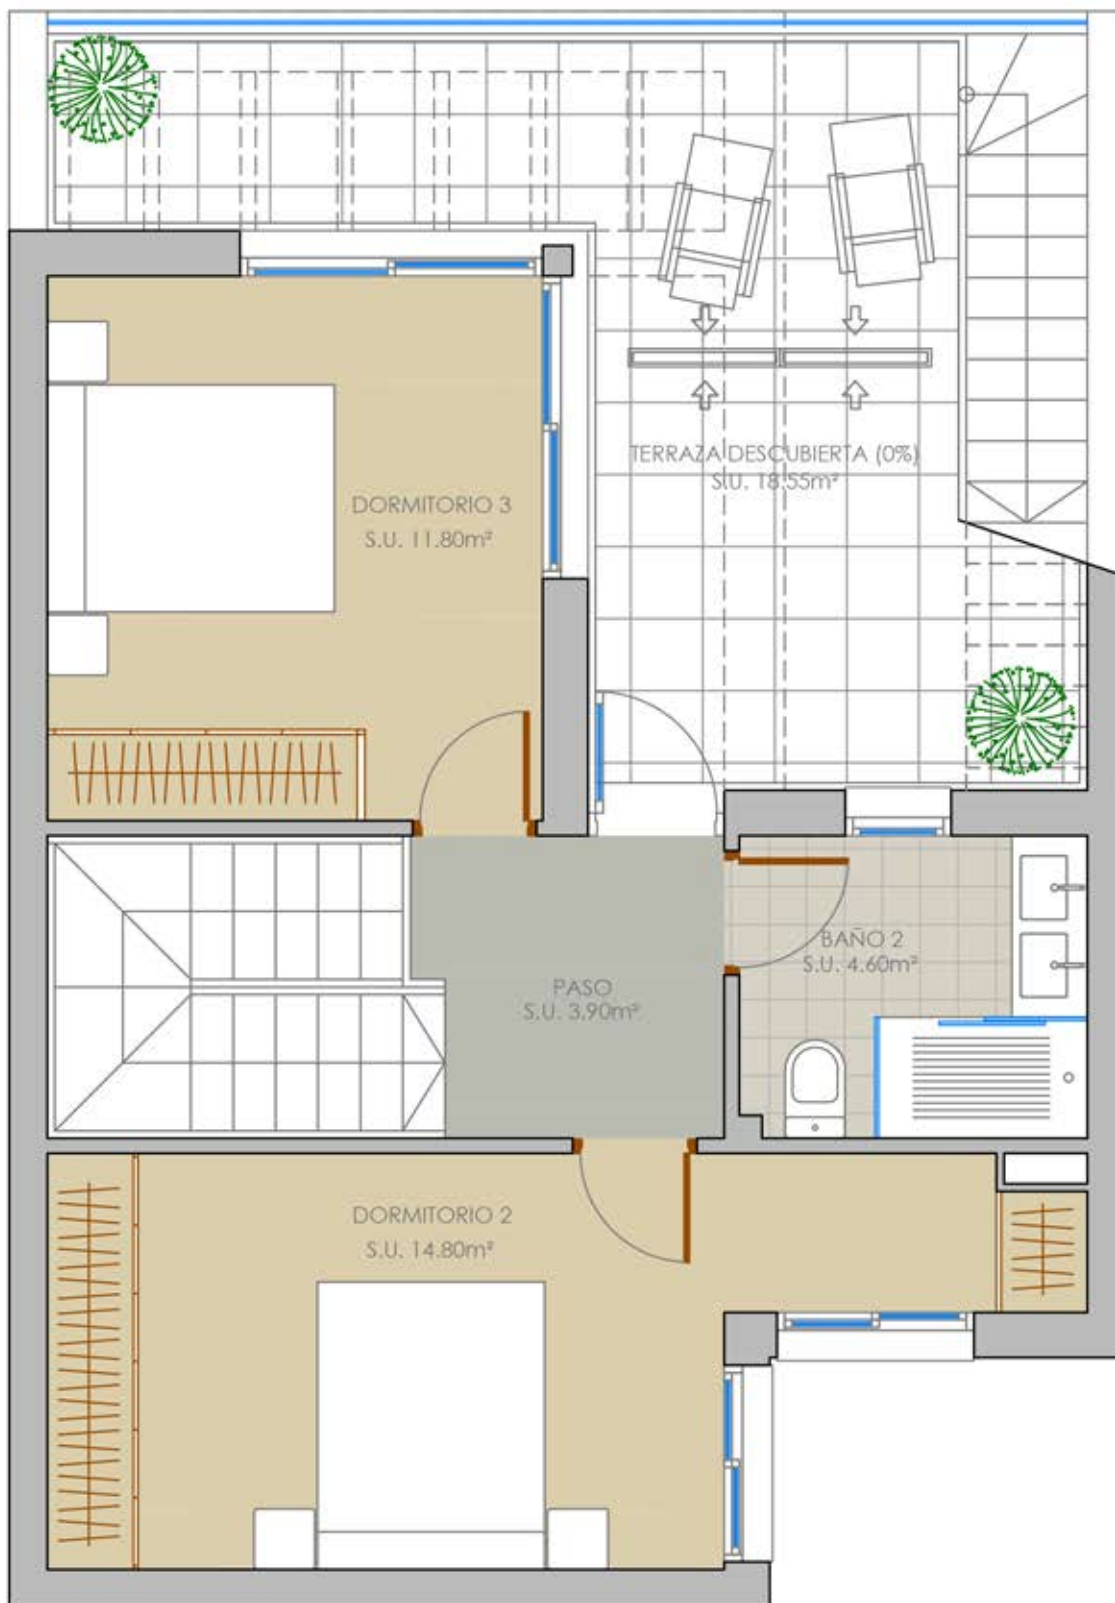 TERRAZA DESCUBIERTA (0%)
S.U. 18.55m²
DORMITORIO 3
S.U. 11.80m²
BAÑO 2
S.U. 4.60m²
PASO
S.U. 3.90m²
DORMITORIO 2
S.U. 14.80m²